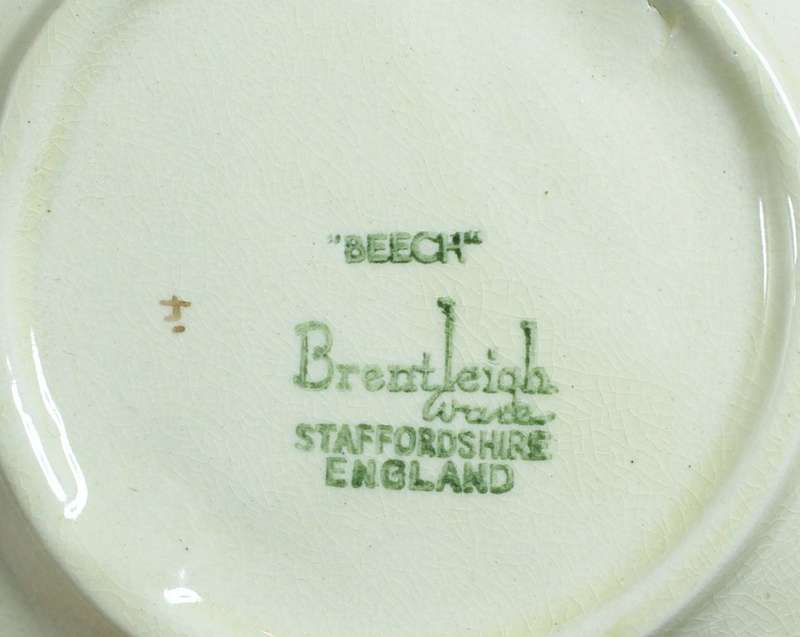 "BEECH"
Brentleigh
Ware
STAFFORDSHIRE
ENGLAND